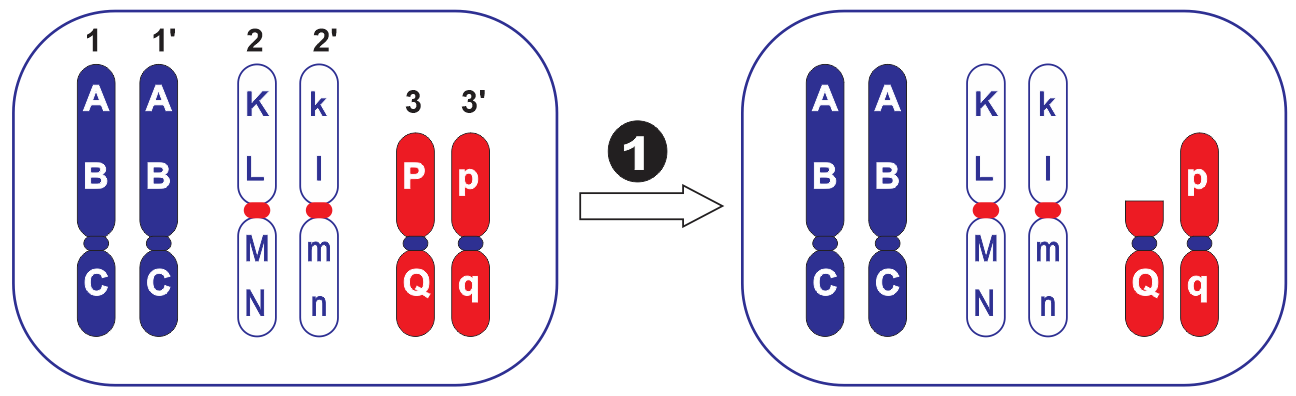 1 1' 2 2'
3 3'
A A K k
P p
B B L l
M m
C C Q q
N n
1
A A K k
B B L l p
M m
C C Q q
N n